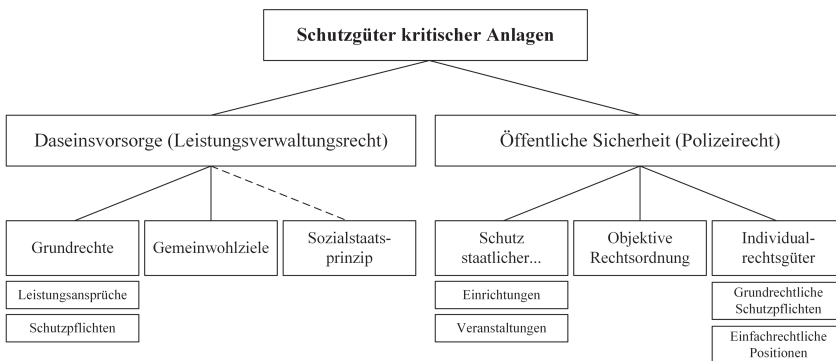 Schutzgüter kritischer Anlagen
Daseinsvorsorge (Leistungsverwaltungsrecht)
Öffentliche Sicherheit (Polizeirecht)
Grundrechte
Gemeinwohlziele
Sozialstaats-
prinzip
Schutz
staatlicher...
Objektive
Rechtsordnung
Individual-
rechtsgüter
Leistungsansprüche
Schutzpflichten
Einrichtungen
Veranstaltungen
Grundrechtliche
Schutzpflichten
Einfachrechtliche
Positionen